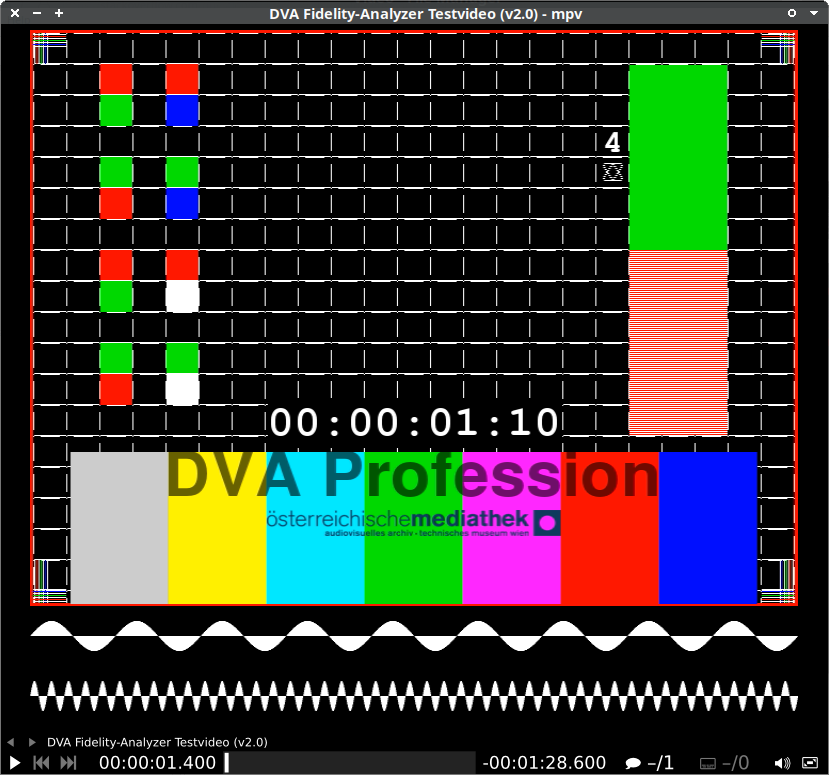 DVA Fidelity-Analyzer Testvideo (v2.0) - mpv
4
00:00:01:10
DVA Profession
österreichischemediathek
audiovisuelles archiv · technisches museum wien
DVA Fidelity-Analyzer Testvideo (v2.0)
00:00:01.400
-00:01:28.600
–/1
–/0